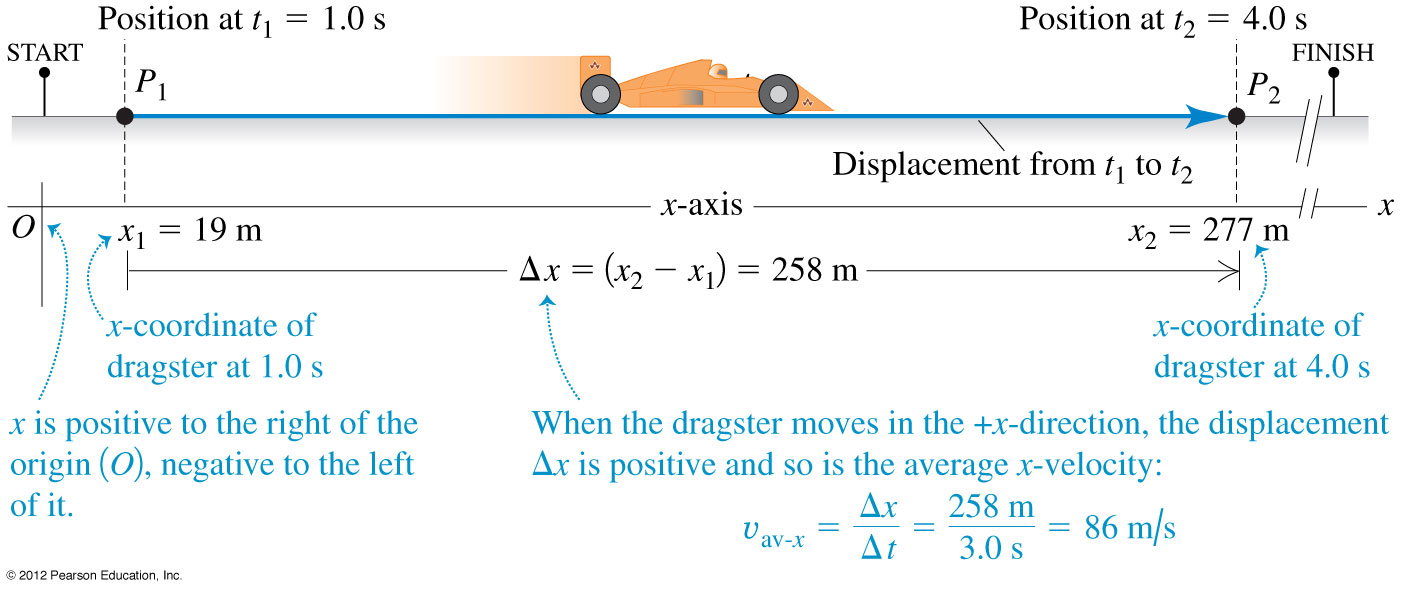 Position at t₁ = 1.0 s
Position at t₂ = 4.0 s
START
FINISH
P₁
P₂
Displacement from t₁ to t₂
x-axis
x
O
x₁ = 19 m
x₂ = 277 m
Δx = (x₂ − x₁) = 258 m
x-coordinate of
dragster at 1.0 s
x-coordinate of
dragster at 4.0 s
x is positive to the right of the
origin (O), negative to the left
of it.
When the dragster moves in the +x-direction, the displacement
Δx is positive and so is the average x-velocity:
v_av-x = Δx/Δt = 258 m/3.0 s = 86 m/s
© 2012 Pearson Education, Inc.